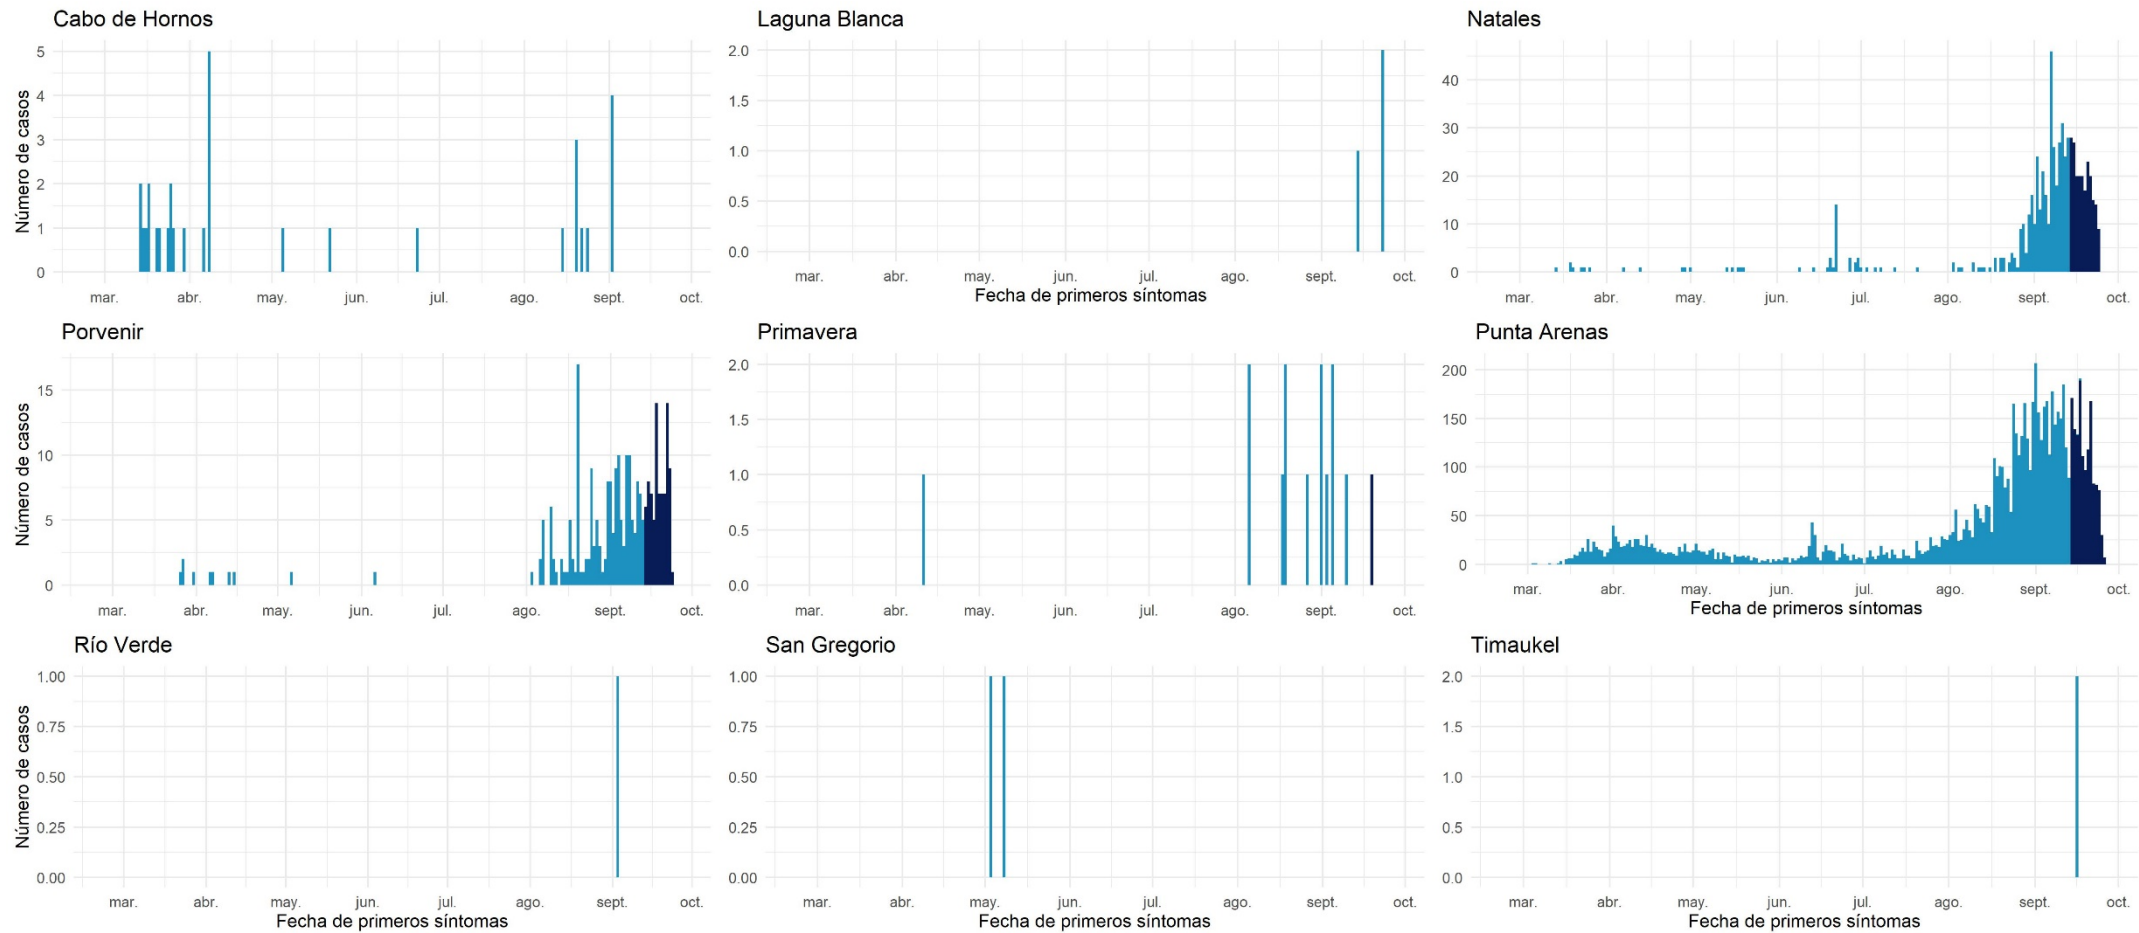 Cabo de Hornos
Número de casos
5
4
3
2
1
0
mar. abr. may. jun. jul. ago. sept. oct.
Laguna Blanca
2.0
1.5
1.0
0.5
0.0
mar. abr. may. jun. jul. ago. sept. oct.
Fecha de primeros síntomas
Natales
40
30
20
10
0
mar. abr. may. jun. jul. ago. sept. oct.
Porvenir
Número de casos
15
10
5
0
mar. abr. may. jun. jul. ago. sept. oct.
Primavera
2.0
1.5
1.0
0.5
0.0
mar. abr. may. jun. jul. ago. sept. oct.
Punta Arenas
200
150
100
50
0
mar. abr. may. jun. jul. ago. sept. oct.
Fecha de primeros síntomas
Río Verde
Número de casos
1.00
0.75
0.50
0.25
0.00
mar. abr. may. jun. jul. ago. sept. oct.
Fecha de primeros síntomas
San Gregorio
1.00
0.75
0.50
0.25
0.00
mar. abr. may. jun. jul. ago. sept. oct.
Fecha de primeros síntomas
Timaukel
2.0
1.5
1.0
0.5
0.0
mar. abr. may. jun. jul. ago. sept. oct.
Fecha de primeros síntomas